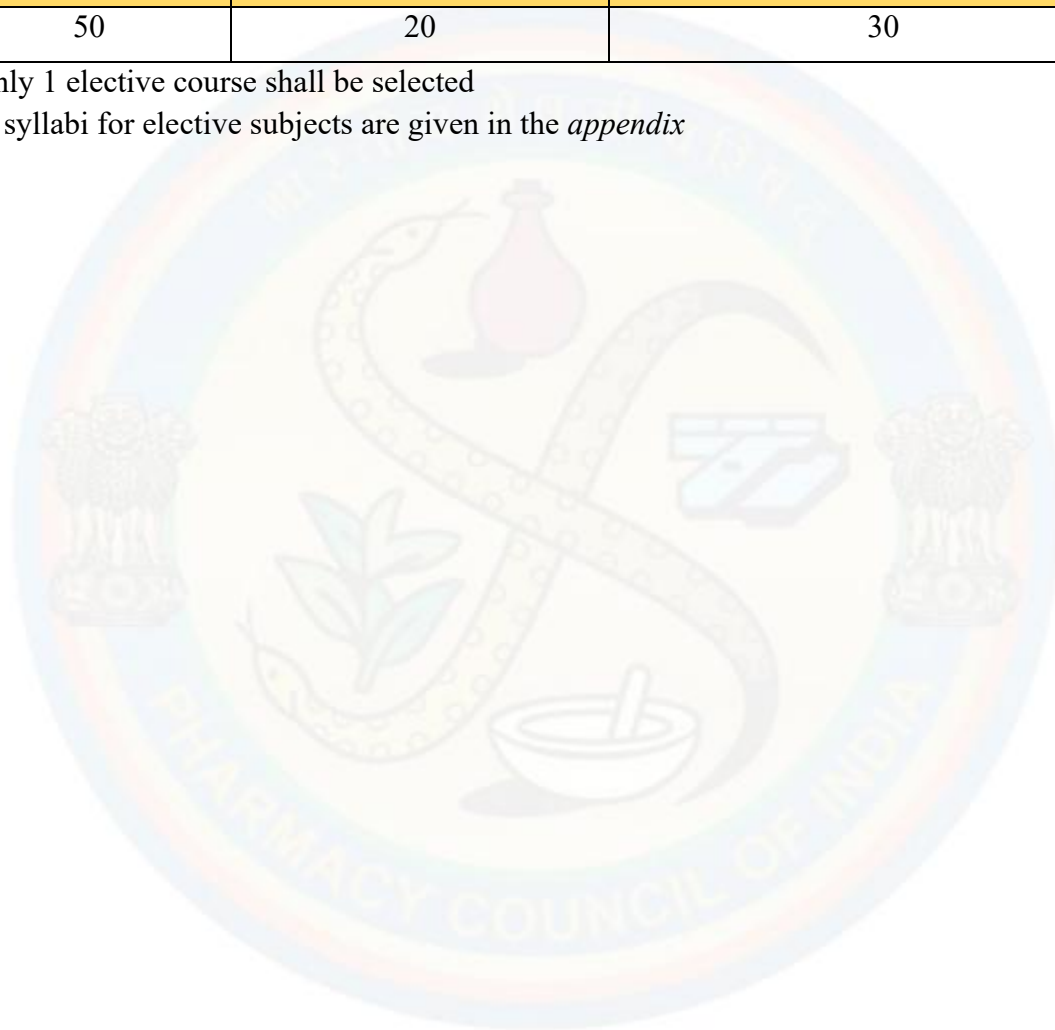 50 20 30
nly 1 elective course shall be selected
syllabi for elective subjects are given in the appendix
PHARMACY COUNCIL OF INDIA